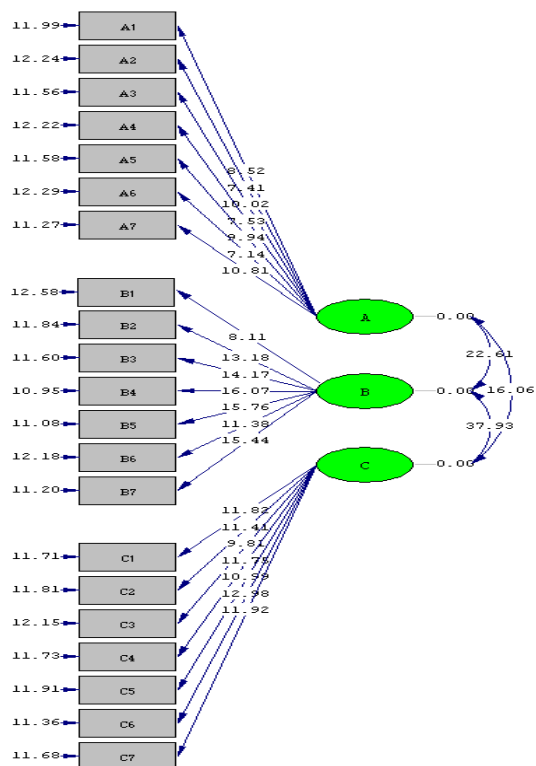 11.99 A1
12.24 A2
11.56 A3
12.22 A4
11.58 A5
12.29 A6
11.27 A7
8.52
7.41
10.02
7.53
9.94
7.14
10.81
12.58 B1
11.84 B2
11.60 B3
10.95 B4
11.08 B5
12.18 B6
11.20 B7
8.11
13.18
14.17
16.07
15.76
11.38
15.44
A 0.00
B 0.00
C 0.00
22.61
16.06
37.93
11.82
11.41
9.81
11.75
10.99
12.98
11.92
11.71 C1
11.81 C2
12.15 C3
11.73 C4
11.91 C5
11.36 C6
11.68 C7